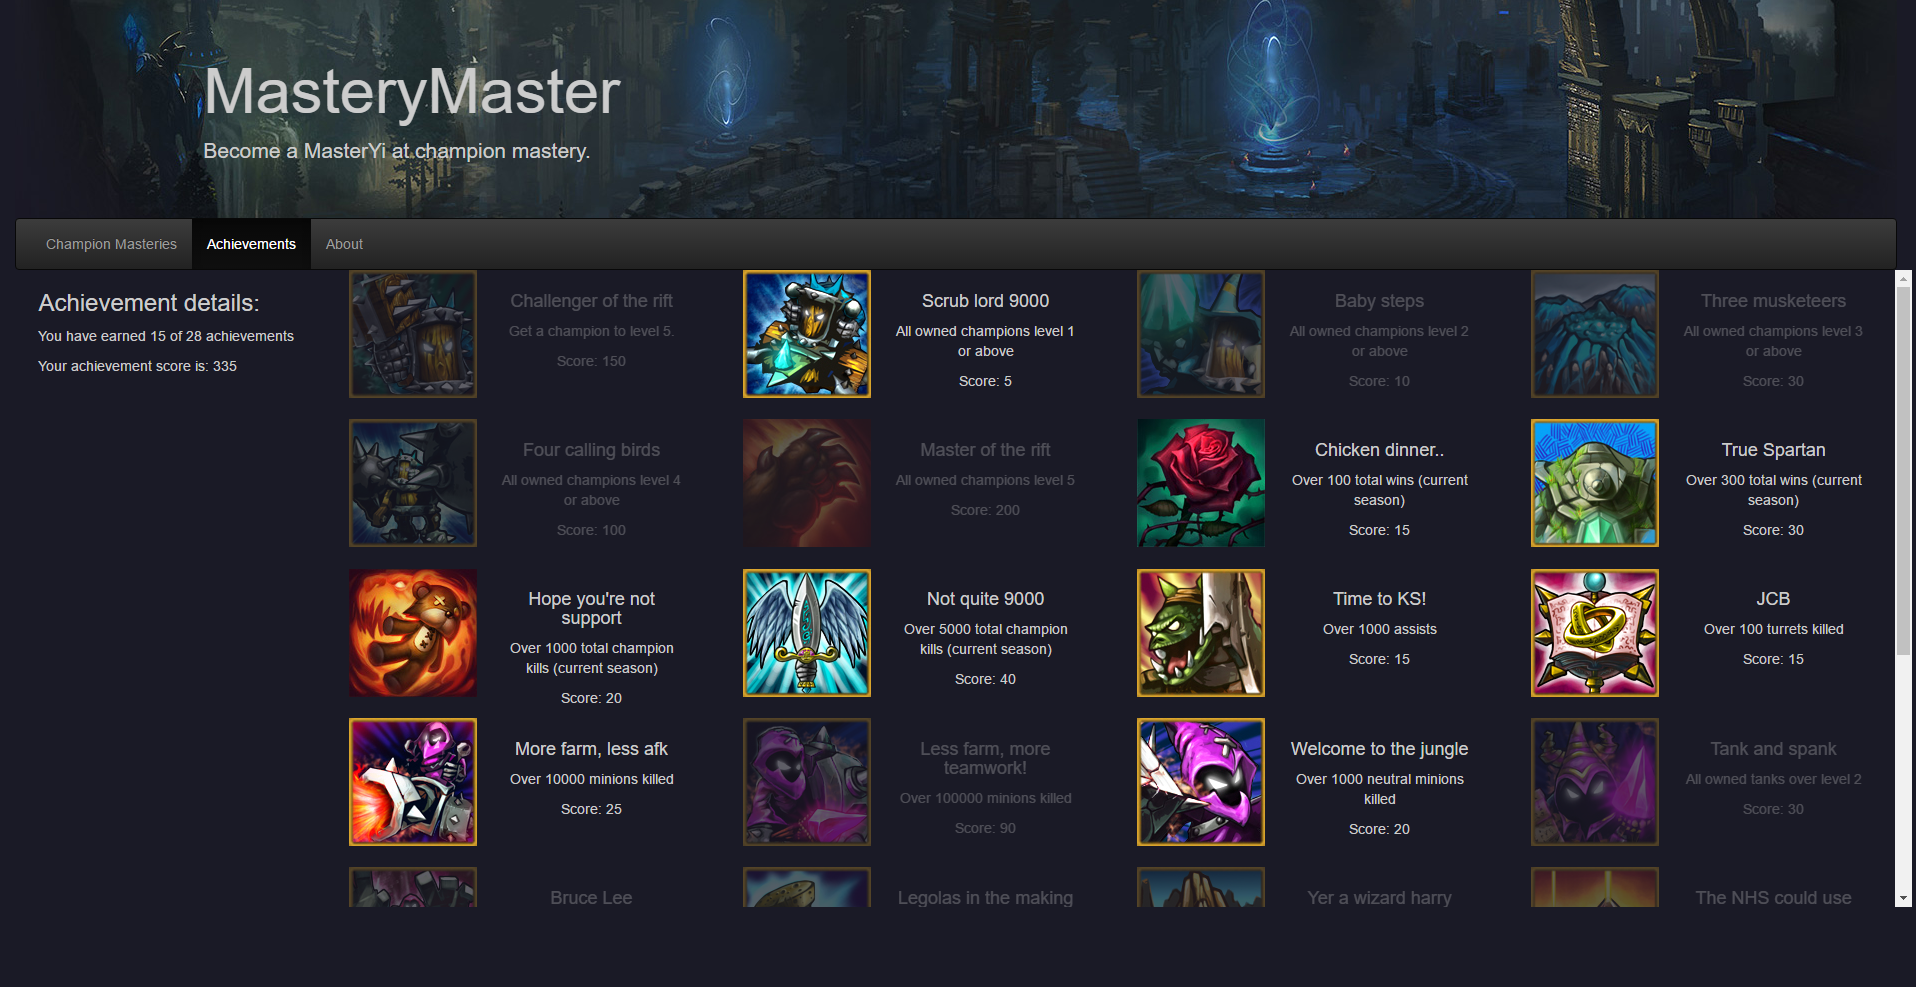 MasteryMaster
Become a MasterYi at champion mastery.
Champion Masteries
Achievements
About
Achievement details:
You have earned 15 of 28 achievements
Your achievement score is: 335
Challenger of the rift
Get a champion to level 5.
Score: 150
Scrub lord 9000
All owned champions level 1
or above
Score: 5
Baby steps
All owned champions level 2
or above
Score: 10
Three musketeers
All owned champions level 3
or above
Score: 30
Four calling birds
All owned champions level 4
or above
Score: 100
Master of the rift
All owned champions level 5
Score: 200
Chicken dinner..
Over 100 total wins (current
season)
Score: 15
True Spartan
Over 300 total wins (current
season)
Score: 30
Hope you're not
support
Over 1000 total champion
kills (current season)
Score: 20
Not quite 9000
Over 5000 total champion
kills (current season)
Score: 40
Time to KS!
Over 1000 assists
Score: 15
JCB
Over 100 turrets killed
Score: 15
More farm, less afk
Over 10000 minions killed
Score: 25
Less farm, more
teamwork!
Over 100000 minions killed
Score: 90
Welcome to the jungle
Over 1000 neutral minions
killed
Score: 20
Tank and spank
All owned tanks over level 2
Score: 30
Bruce Lee
Legolas in the making
Yer a wizard harry
The NHS could use